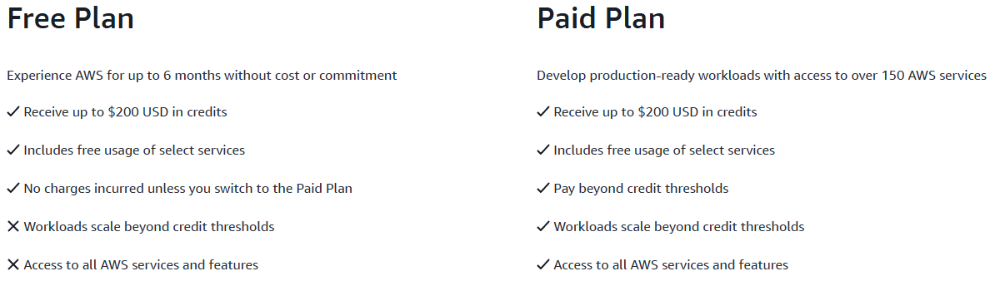 Free Plan
Experience AWS for up to 6 months without cost or commitment
✓ Receive up to $200 USD in credits
✓ Includes free usage of select services
✓ No charges incurred unless you switch to the Paid Plan
✕ Workloads scale beyond credit thresholds
✕ Access to all AWS services and features
Paid Plan
Develop production-ready workloads with access to over 150 AWS services
✓ Receive up to $200 USD in credits
✓ Includes free usage of select services
✓ Pay beyond credit thresholds
✓ Workloads scale beyond credit thresholds
✓ Access to all AWS services and features